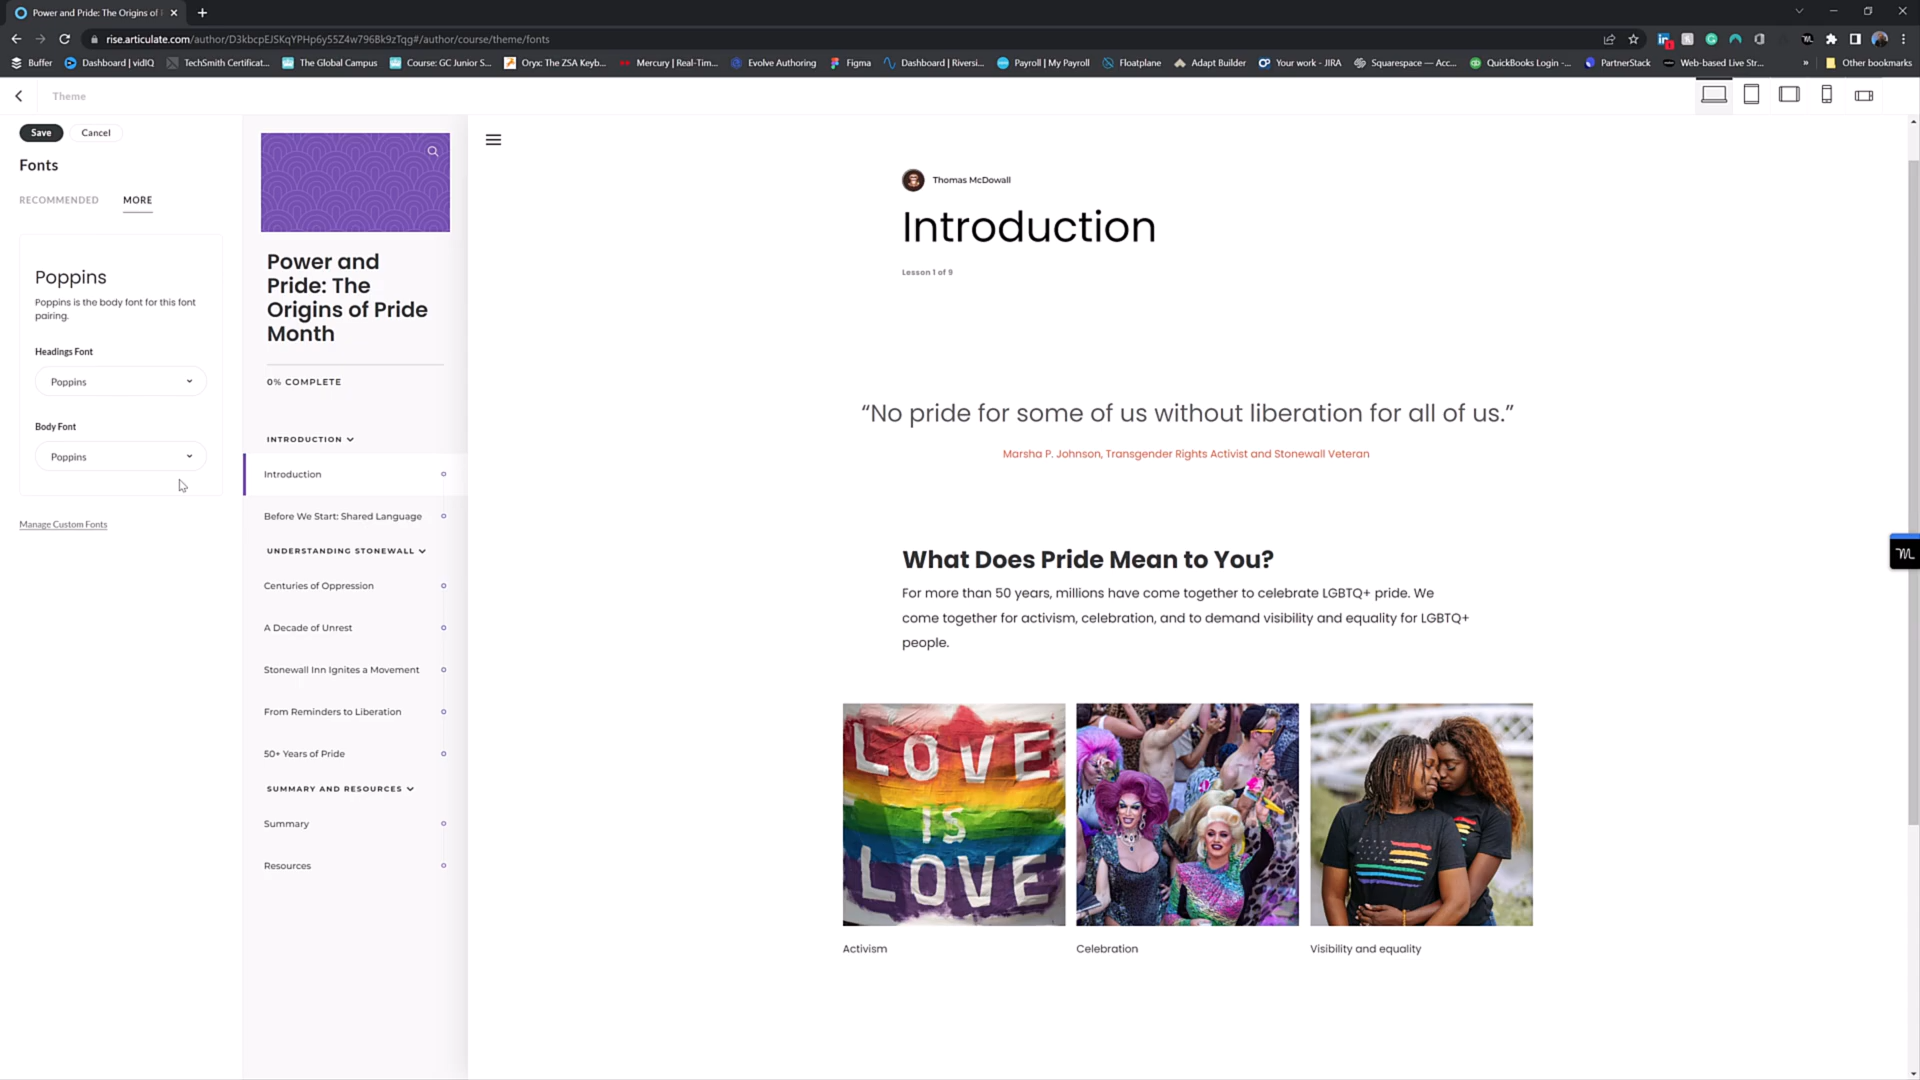 Power and Pride: The Origins of
rise.articulate.com/author/D3kbcpEJSKqYPHp6y55Z4w796Bk9zTqg#/author/course/theme/fonts
Buffer
Dashboard | vidIQ
TechSmith Certificat...
The Global Campus
Course: GC Junior S...
Oryx: The ZSA Keyb...
Mercury | Real-Tim...
Evolve Authoring
Figma
Dashboard | Riversi...
Payroll | My Payroll
Floatplane
Adapt Builder
Your work - JIRA
Squarespace — Acc...
QuickBooks Login -...
PartnerStack
Web-based Live Str...
»
Other bookmarks
Theme
Save
Cancel
Fonts
RECOMMENDED
MORE
Poppins
Poppins is the body font for this font
pairing.
Headings Font
Poppins
Body Font
Poppins
Manage Custom Fonts
Power and
Pride: The
Origins of Pride
Month
0% COMPLETE
INTRODUCTION
Introduction
Before We Start: Shared Language
UNDERSTANDING STONEWALL
Centuries of Oppression
A Decade of Unrest
Stonewall Inn Ignites a Movement
From Reminders to Liberation
50+ Years of Pride
SUMMARY AND RESOURCES
Summary
Resources
Thomas McDowall
Introduction
Lesson 1 of 9
“No pride for some of us without liberation for all of us.”
Marsha P. Johnson, Transgender Rights Activist and Stonewall Veteran
What Does Pride Mean to You?
For more than 50 years, millions have come together to celebrate LGBTQ+ pride. We
come together for activism, celebration, and to demand visibility and equality for LGBTQ+
people.
LOVE
IS
LOVE
Activism
Celebration
Visibility and equality